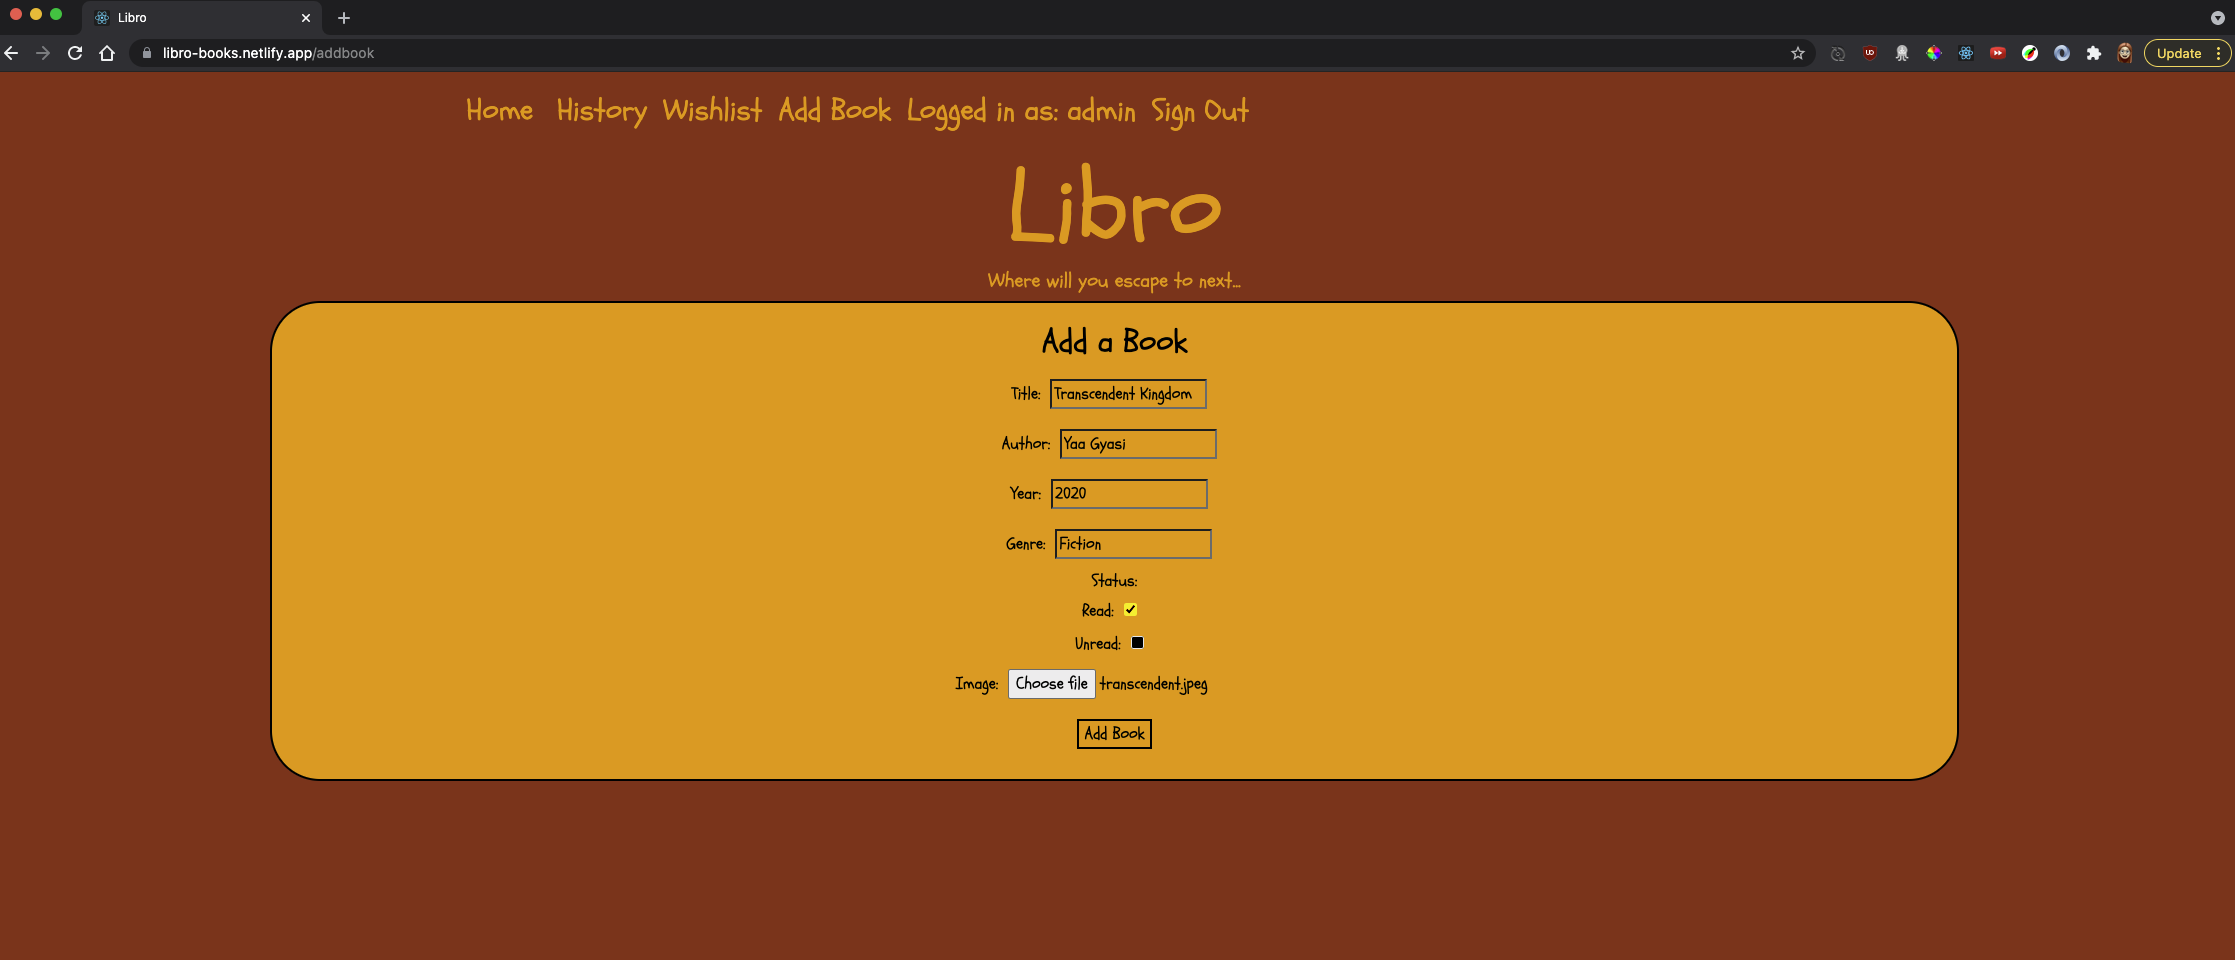 Libro
libro-books.netlify.app/addbook
Update
Home History Wishlist Add Book Logged in as: admin Sign Out
Libro
Where will you escape to next...
Add a Book
Title: Transcendent Kingdom
Author: Yaa Gyasi
Year: 2020
Genre: Fiction
Status:
Read:
Unread:
Image: Choose file transcendent.jpeg
Add Book